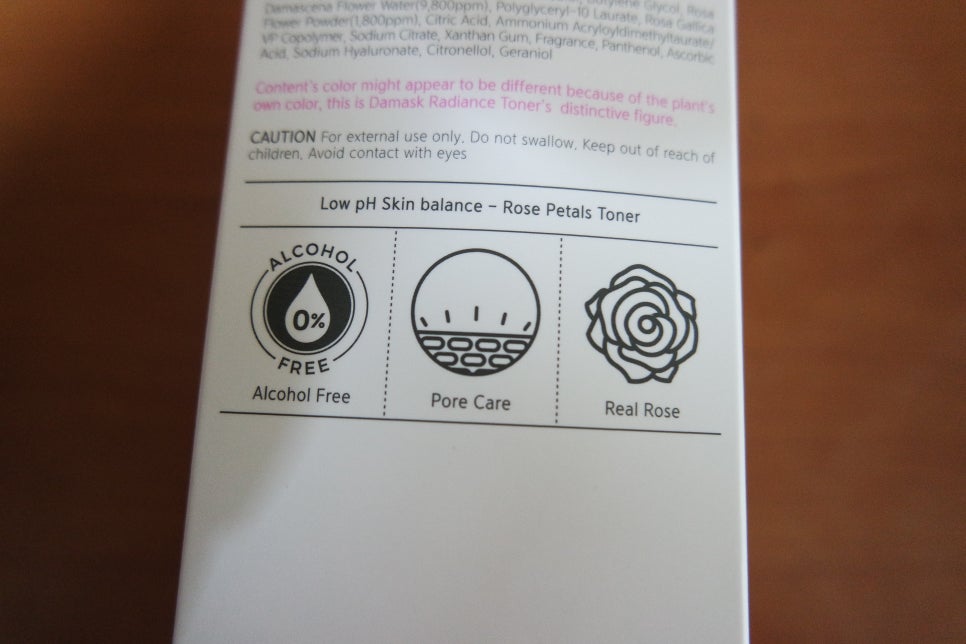 Glycol, Rosa
Damascena Flower Water(9,800ppm), Polyglyceryl-10 Laurate, Rosa Gallica
Flower Powder(1,800ppm), Citric Acid, Ammonium Acryloyldimethyltaurate/
VP Copolymer, Sodium Citrate, Xanthan Gum, Fragrance, Panthenol, Ascorbic
Acid, Sodium Hyaluronate, Citronellol, Geraniol
Content's color might appear to be different because of the plant's
own color, this is Damask Radiance Toner's distinctive figure.
CAUTION For external use only. Do not swallow. Keep out of reach of
children. Avoid contact with eyes
Low pH Skin balance – Rose Petals Toner
ALCOHOL
0%
FREE
Alcohol Free
Pore Care
Real Rose